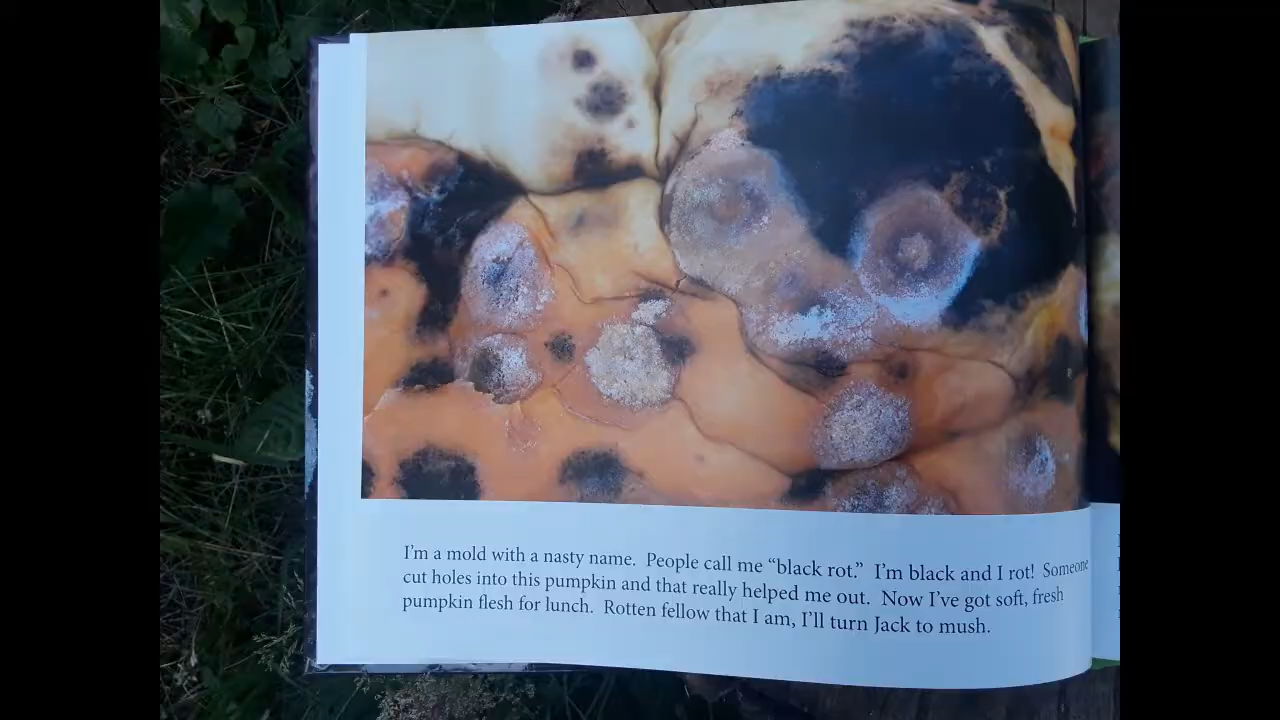 I'm a mold with a nasty name. People call me “black rot.” I'm black and I rot! Someone
cut holes into this pumpkin and that really helped me out. Now I've got soft, fresh
pumpkin flesh for lunch. Rotten fellow that I am, I'll turn Jack to mush.